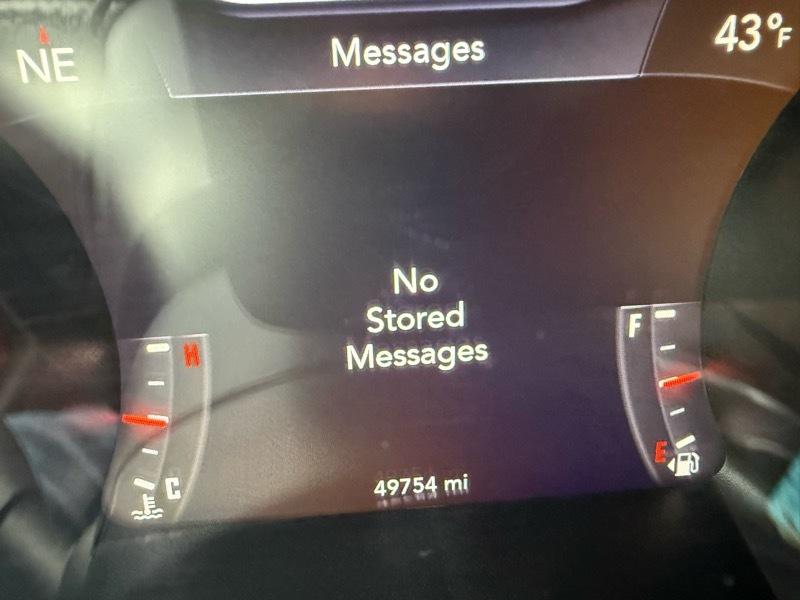 NE
Messages
43°F
No
Stored
Messages
H
C
F
E
49754 mi